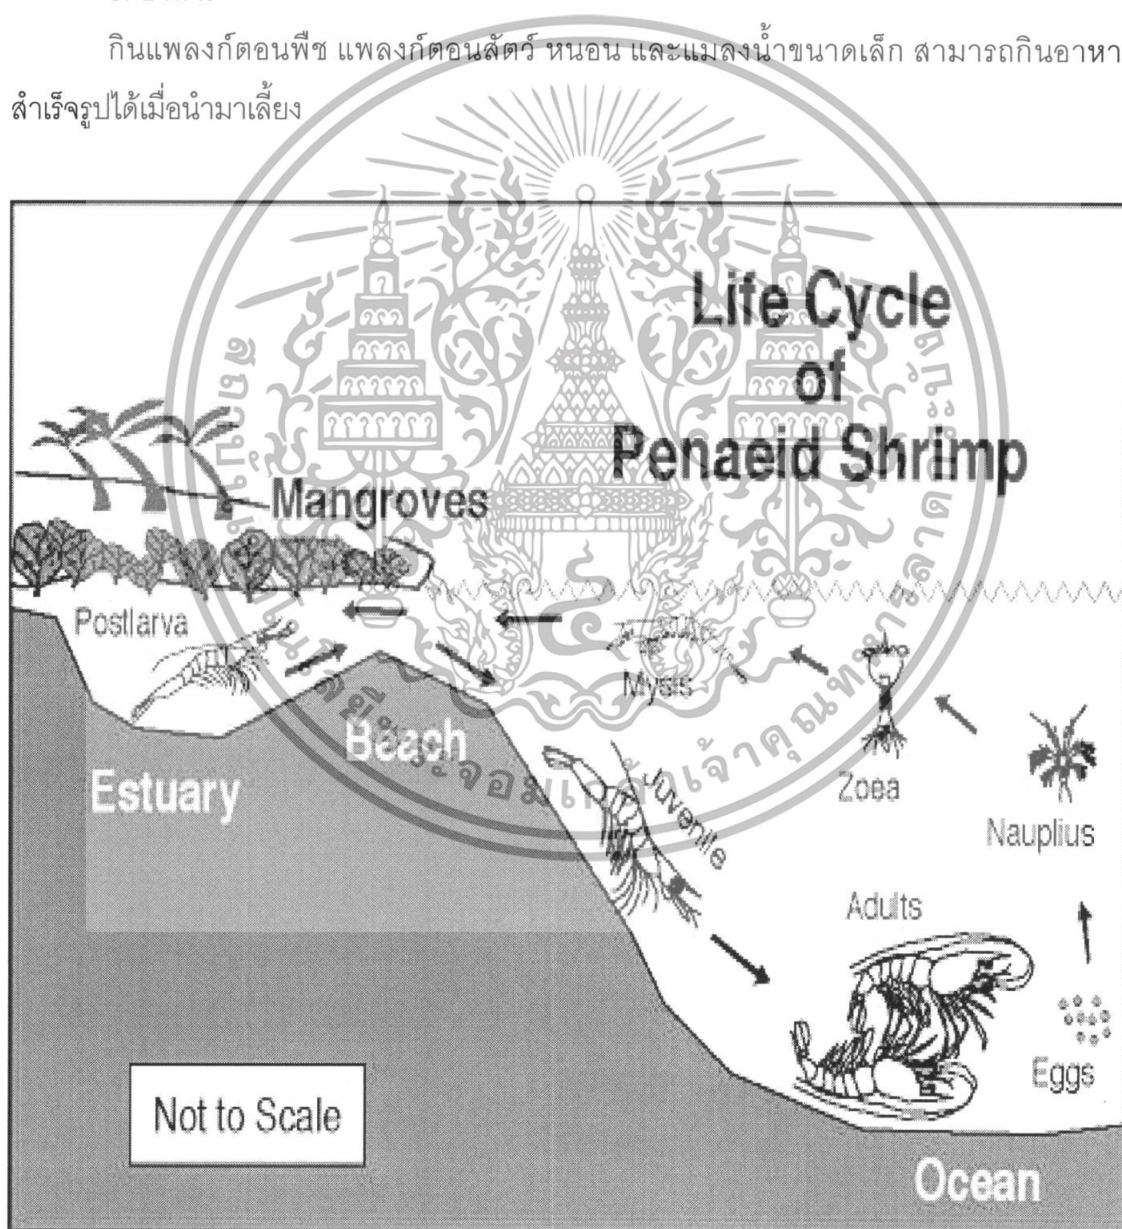 กินแพลงก์ตอนพืช แพลงก์ตอนสัตว์ หนอน และแมลงน้ำขนาดเล็ก สามารถกินอาหา
สำเร็จรูปได้เมื่อนำมาเลี้ยง
Life Cycle
of
Penaeid Shrimp
Mangroves
Postlarva
Mysis
Beach
Estuary
Zoea
Juvenile
Nauplius
Adults
Eggs
Not to Scale
Ocean